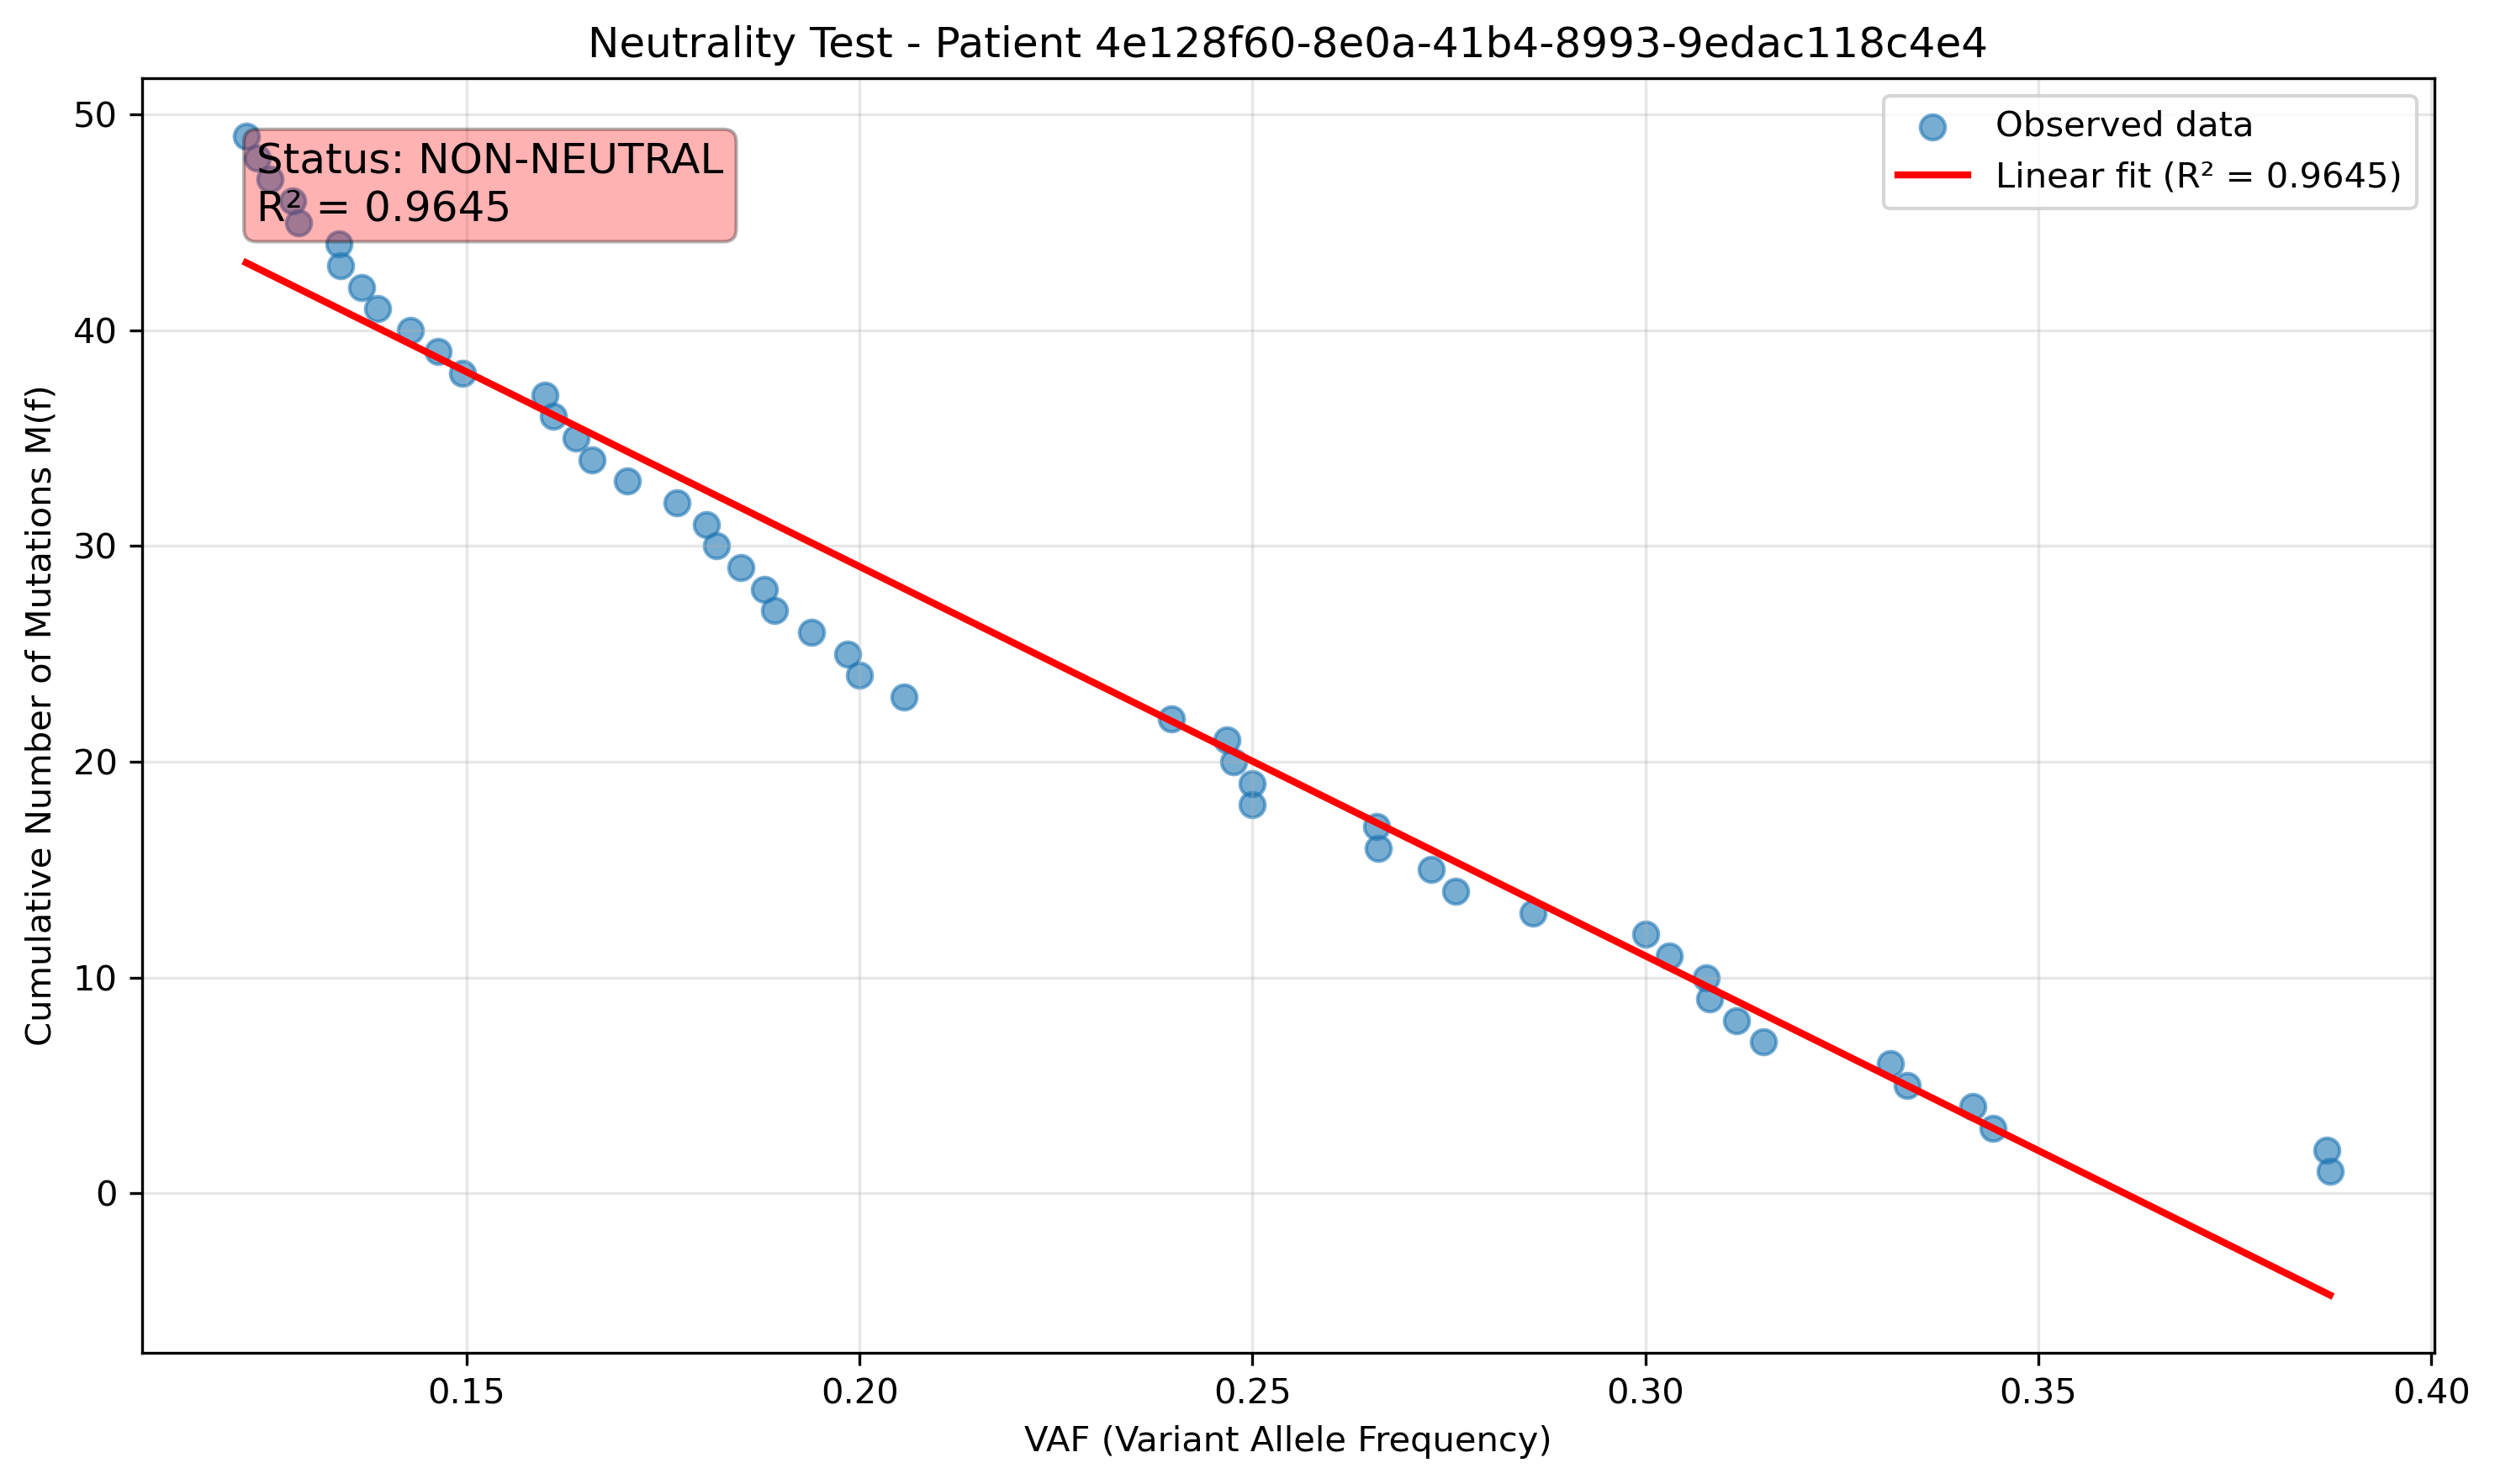 Neutrality Test - Patient 4e128f60-8e0a-41b4-8993-9edac118c4e4
Status: NON-NEUTRAL
R² = 0.9645
Observed data
Linear fit (R² = 0.9645)
Cumulative Number of Mutations M(f)
50
40
30
20
10
0
0.15
0.20
0.25
0.30
0.35
0.40
VAF (Variant Allele Frequency)